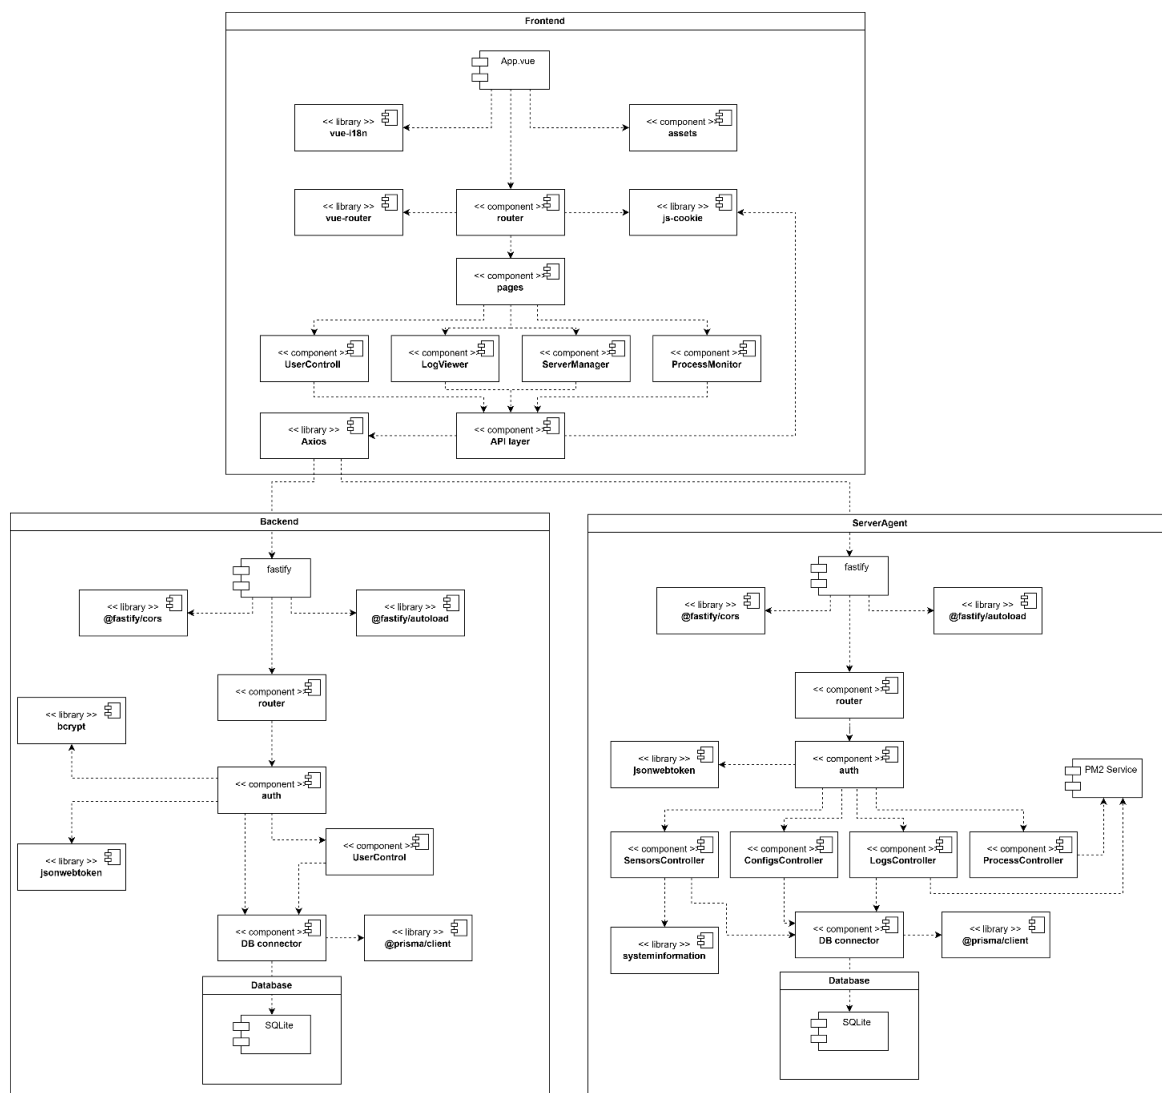 Frontend
App.vue
<< library >>
vue-i18n
<< component >>
assets
<< library >>
vue-router
<< component >>
router
<< library >>
js-cookie
<< component >>
pages
<< component >>
UserControll
<< component >>
LogViewer
<< component >>
ServerManager
<< component >>
ProcessMonitor
<< library >>
Axios
<< component >>
API layer
Backend
fastify
<< library >>
@fastify/cors
<< library >>
@fastify/autoload
<< component >>
router
<< library >>
bcrypt
<< component >>
auth
<< component >>
UserControl
<< library >>
jsonwebtoken
<< component >>
DB connector
<< library >>
@prisma/client
Database
SQLite
ServerAgent
fastify
<< library >>
@fastify/cors
<< library >>
@fastify/autoload
<< component >>
router
<< library >>
jsonwebtoken
<< component >>
auth
PM2 Service
<< component >>
SensorsController
<< component >>
ConfigsController
<< component >>
LogsController
<< component >>
ProcessController
<< library >>
systeminformation
<< component >>
DB connector
<< library >>
@prisma/client
Database
SQLite